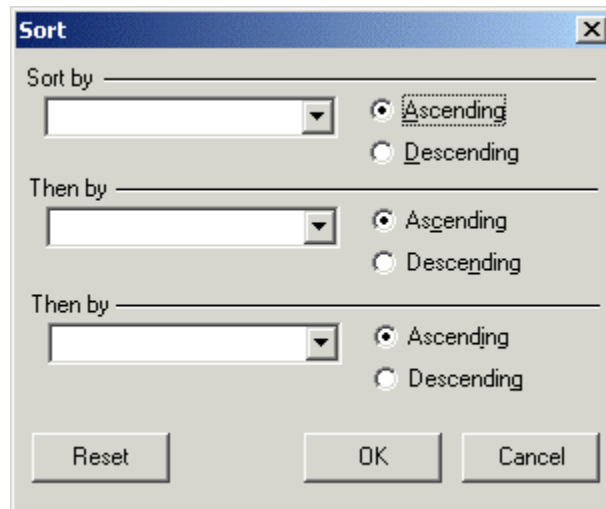 Sort
Sort by
Ascending
Descending
Then by
Ascending
Descending
Then by
Ascending
Descending
Reset OK Cancel